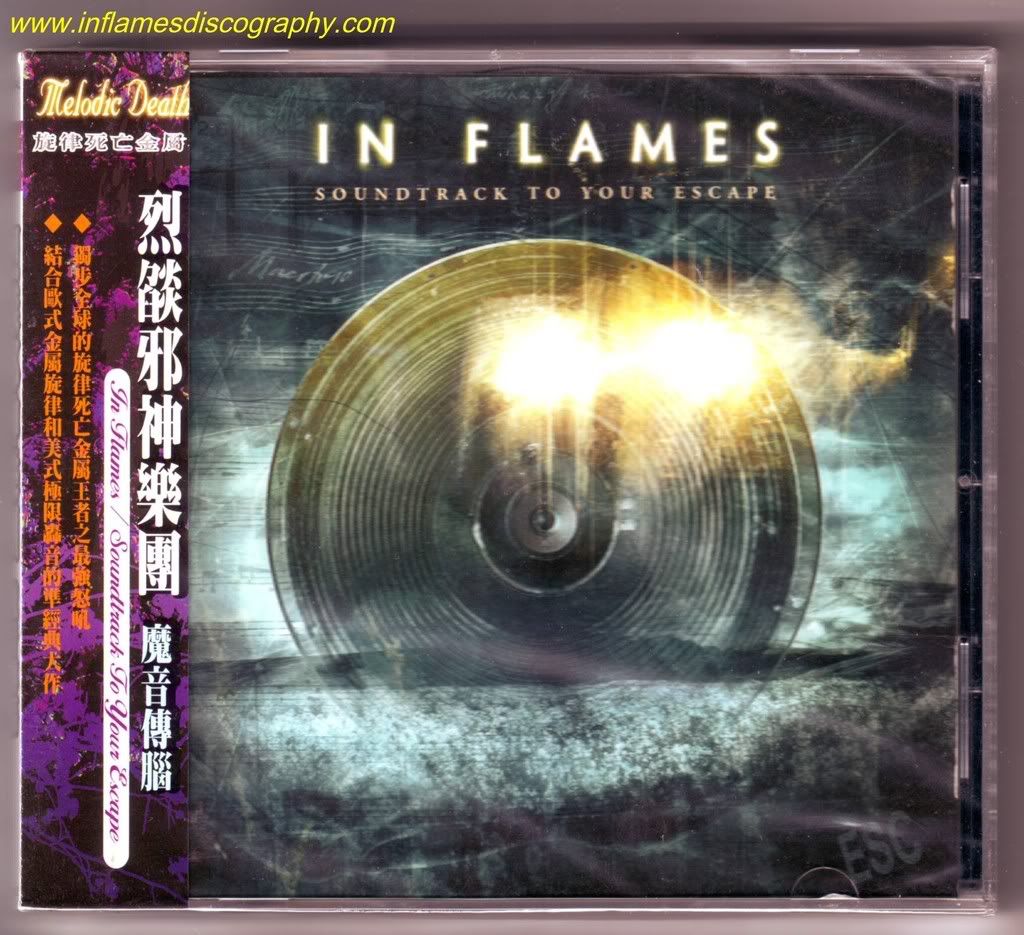 www.inflamesdiscography.com
Melodic Death
旋律死亡金屬
烈燄邪神樂團 魔音傳腦
In Flames / Soundtrack To Your Escape
◆ 獨步全球的旋律死亡金屬王者之最強怒吼
◆ 結合歐式金屬旋律和美式極限轟音的準經典大作
IN FLAMES
SOUNDTRACK TO YOUR ESCAPE
ESC